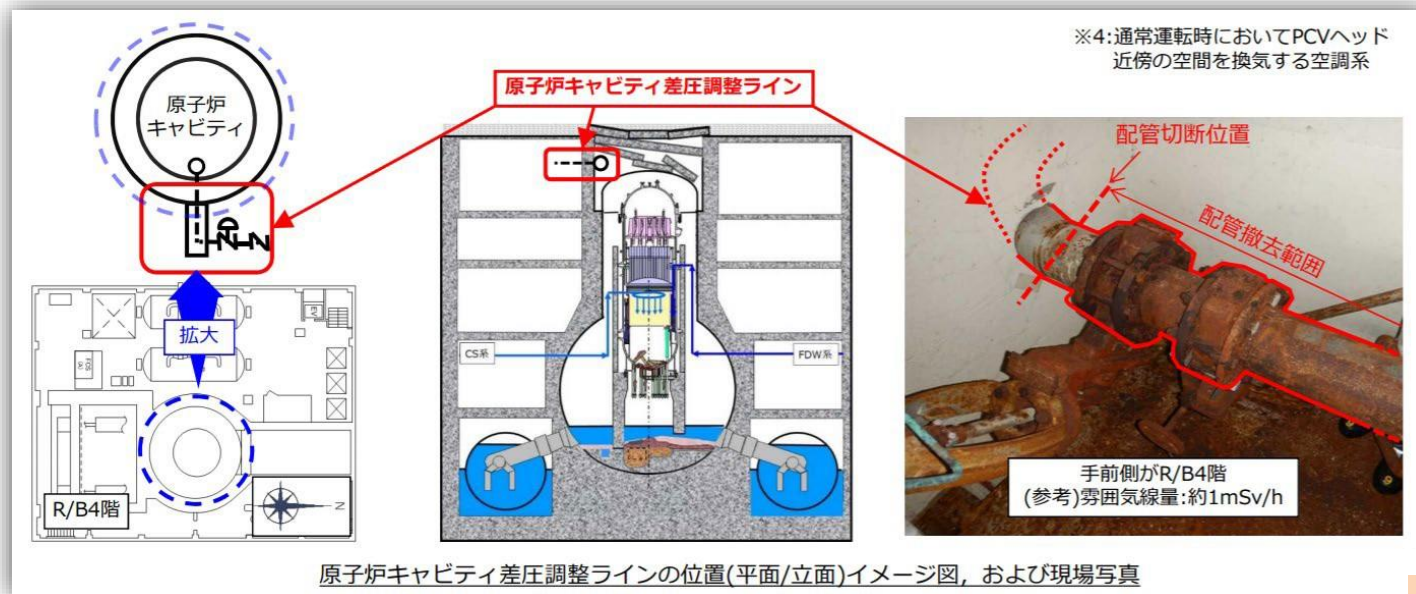 ※4:通常運転時においてPCVヘッド
近傍の空間を換気する空調系
原子炉キャビティ差圧調整ライン
原子炉
キャビティ
拡大
R/B4階
N
CS系
FDW系
配管切断位置
配管撤去範囲
手前側がR/B4階
(参考)雰囲気線量:約1mSv/h
原子炉キャビティ差圧調整ラインの位置(平面/立面)イメージ図，および現場写真